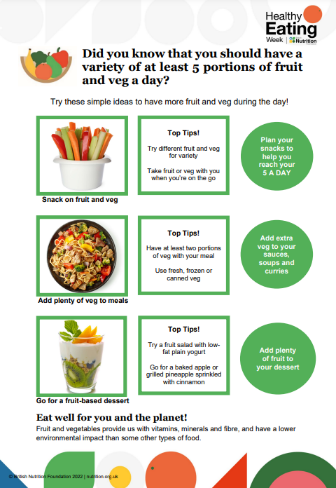 Healthy
Eating
Week
British
Nutrition
Did you know that you should have a
variety of at least 5 portions of fruit
and veg a day?
Try these simple ideas to have more fruit and veg during the day!
Snack on fruit and veg
Top Tips!
Try different fruit and veg
for variety
Take fruit or veg with you
when you're on the go
Plan your
snacks to
help you
reach your
5 A DAY
Add plenty of veg to meals
Top Tips!
Have at least two portions
of veg with your meal
Use fresh, frozen or
canned veg
Add extra
veg to your
sauces,
soups and
curries
Go for a fruit-based dessert
Top Tips!
Try a fruit salad with low-
fat plain yogurt
Go for a baked apple or
grilled pineapple sprinkled
with cinnamon
Add plenty
of fruit to
your dessert
Eat well for you and the planet!
Fruit and vegetables provide us with vitamins, minerals and fibre, and have a lower
environmental impact than some other types of food.
© British Nutrition Foundation 2022 | nutrition.org.uk